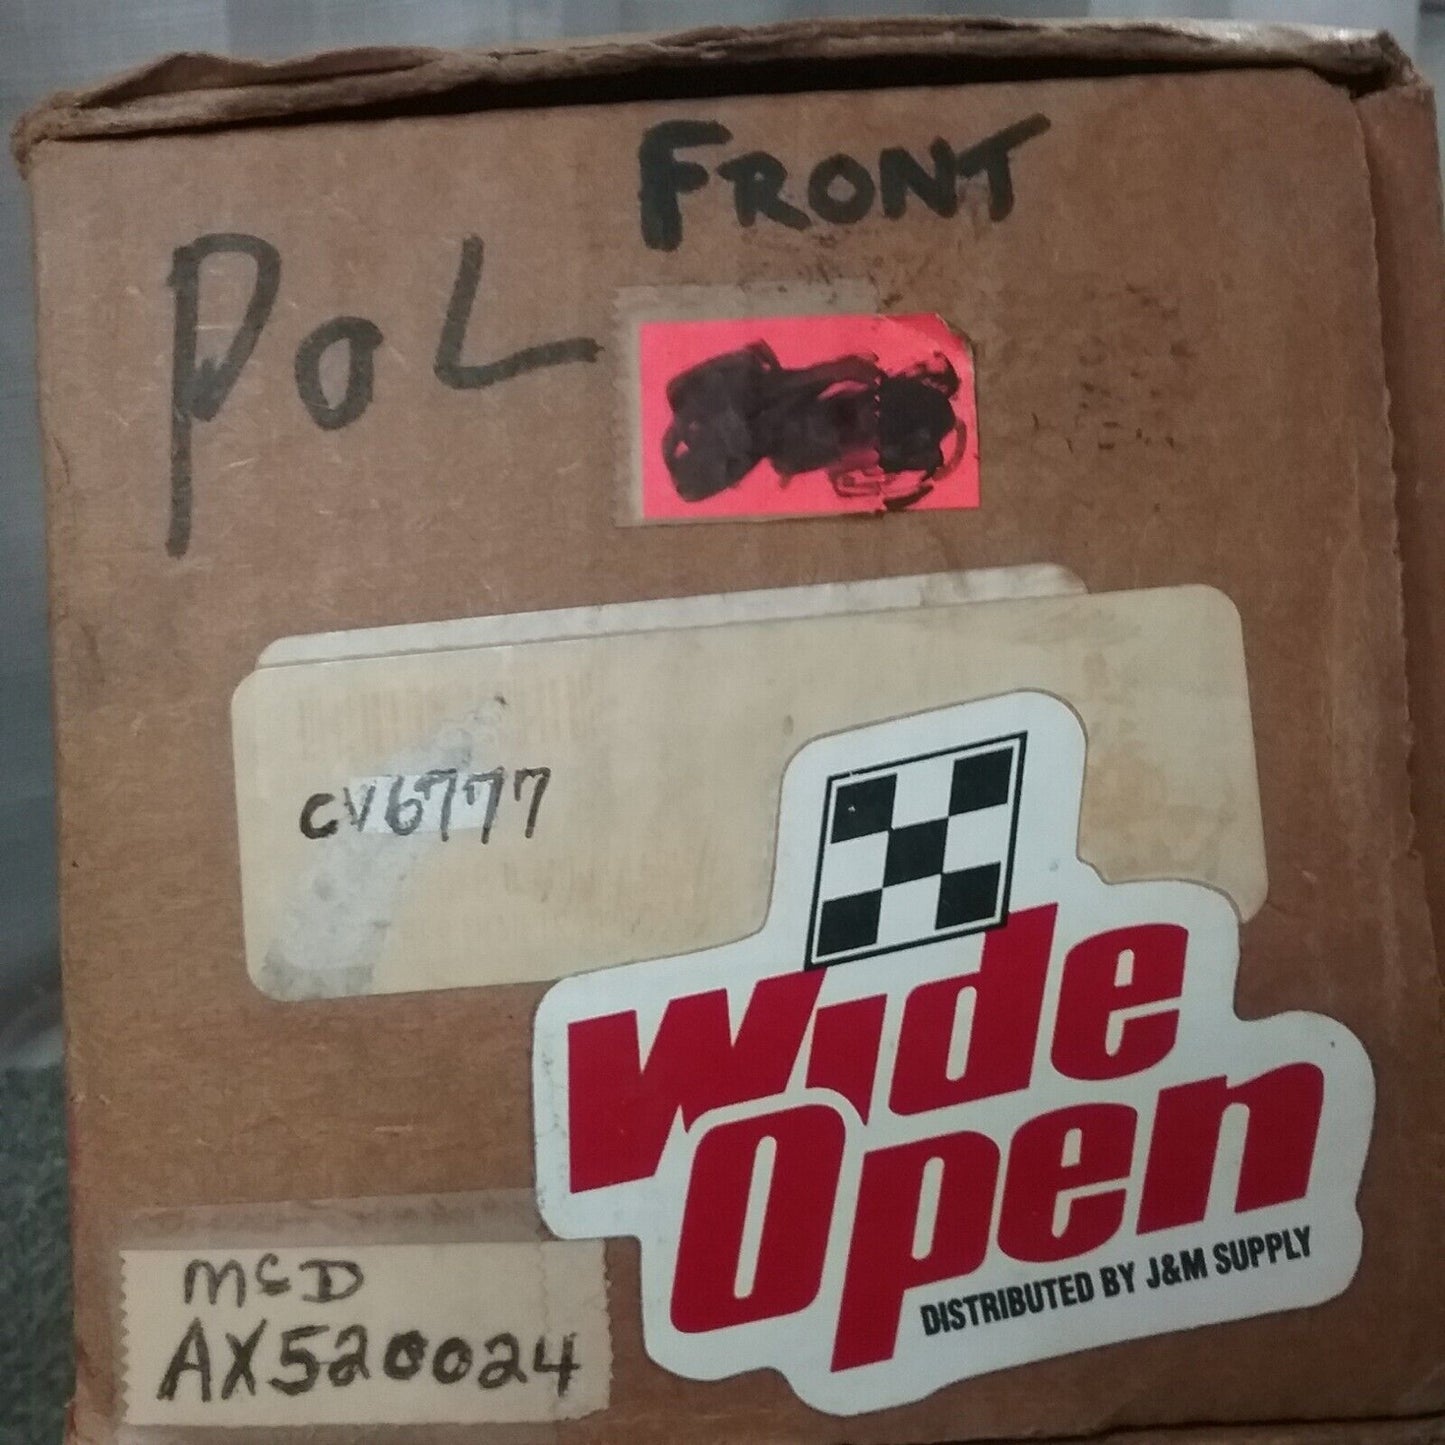 FRONT
POL
CV6777
Wide
Open
DISTRIBUTED BY J&M SUPPLY
McD
AX520024